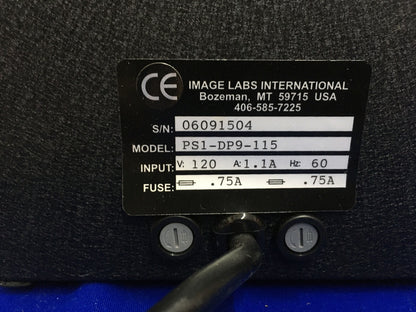 CE
IMAGE LABS INTERNATIONAL
Bozeman, MT 59715 USA
406-585-7225
S/N: 06091504
MODEL: PS1-DP9-115
INPUT: V: 120 A: 1.1A Hz: 60
FUSE: .75A .75A